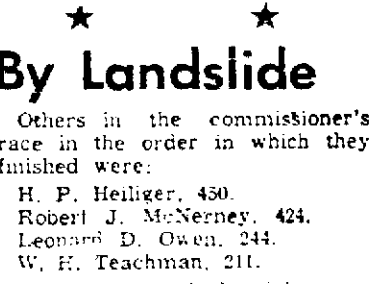 By Landslide
Others in the commissioner's
race in the order in which they
finished were:
H. P. Heiliger, 450.
Robert J. McNerney, 424.
Leonard D. Owen, 244.
W. H. Teachman, 211.